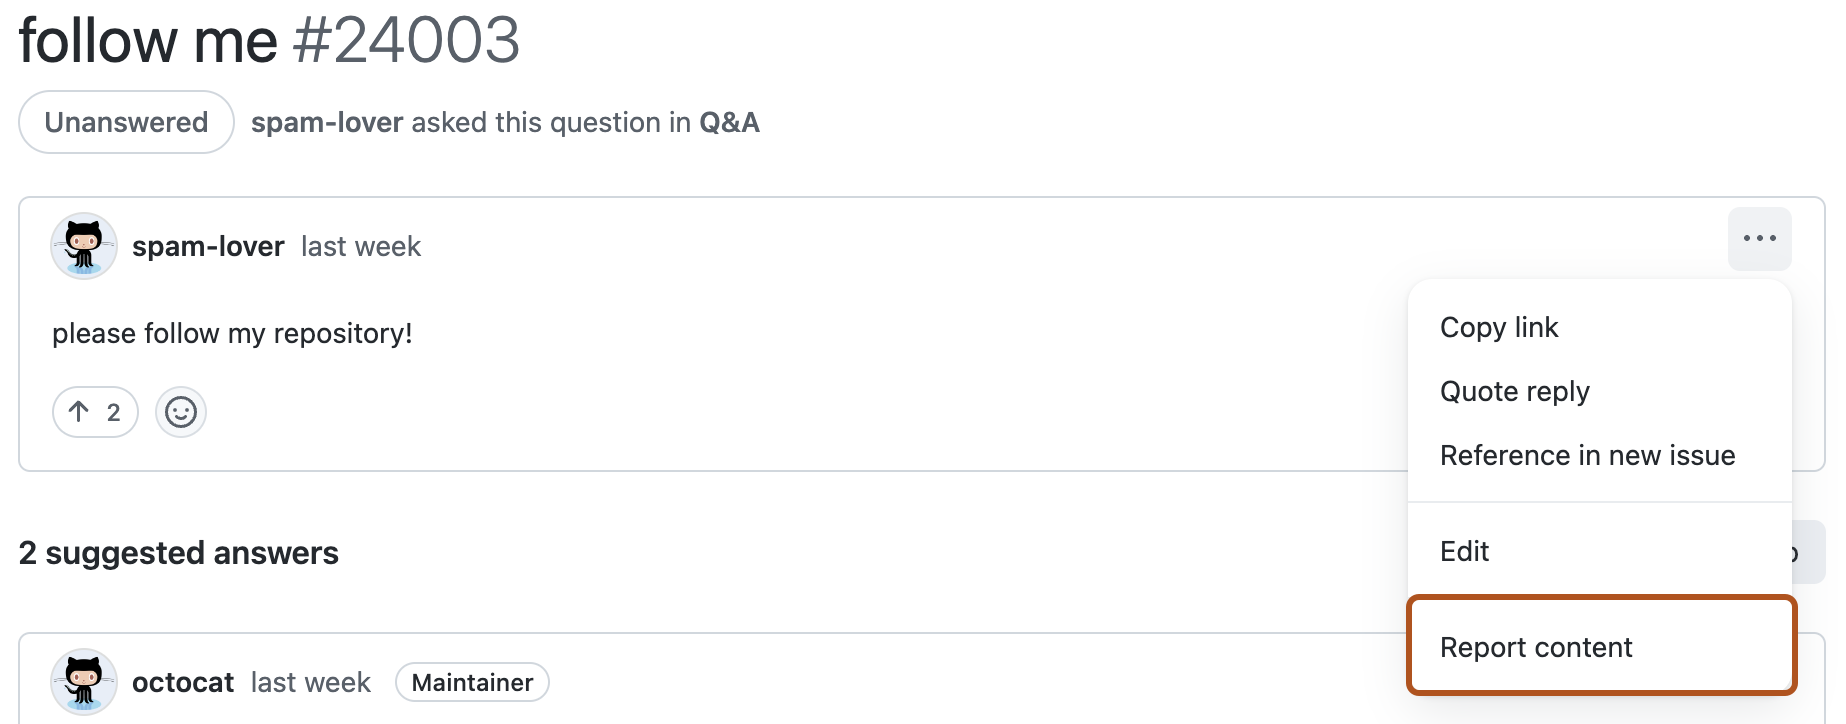 follow me #24003
Unanswered spam-lover asked this question in Q&A
spam-lover last week
please follow my repository!
2
Copy link
Quote reply
Reference in new issue
Edit
Report content
2 suggested answers
octocat last week Maintainer